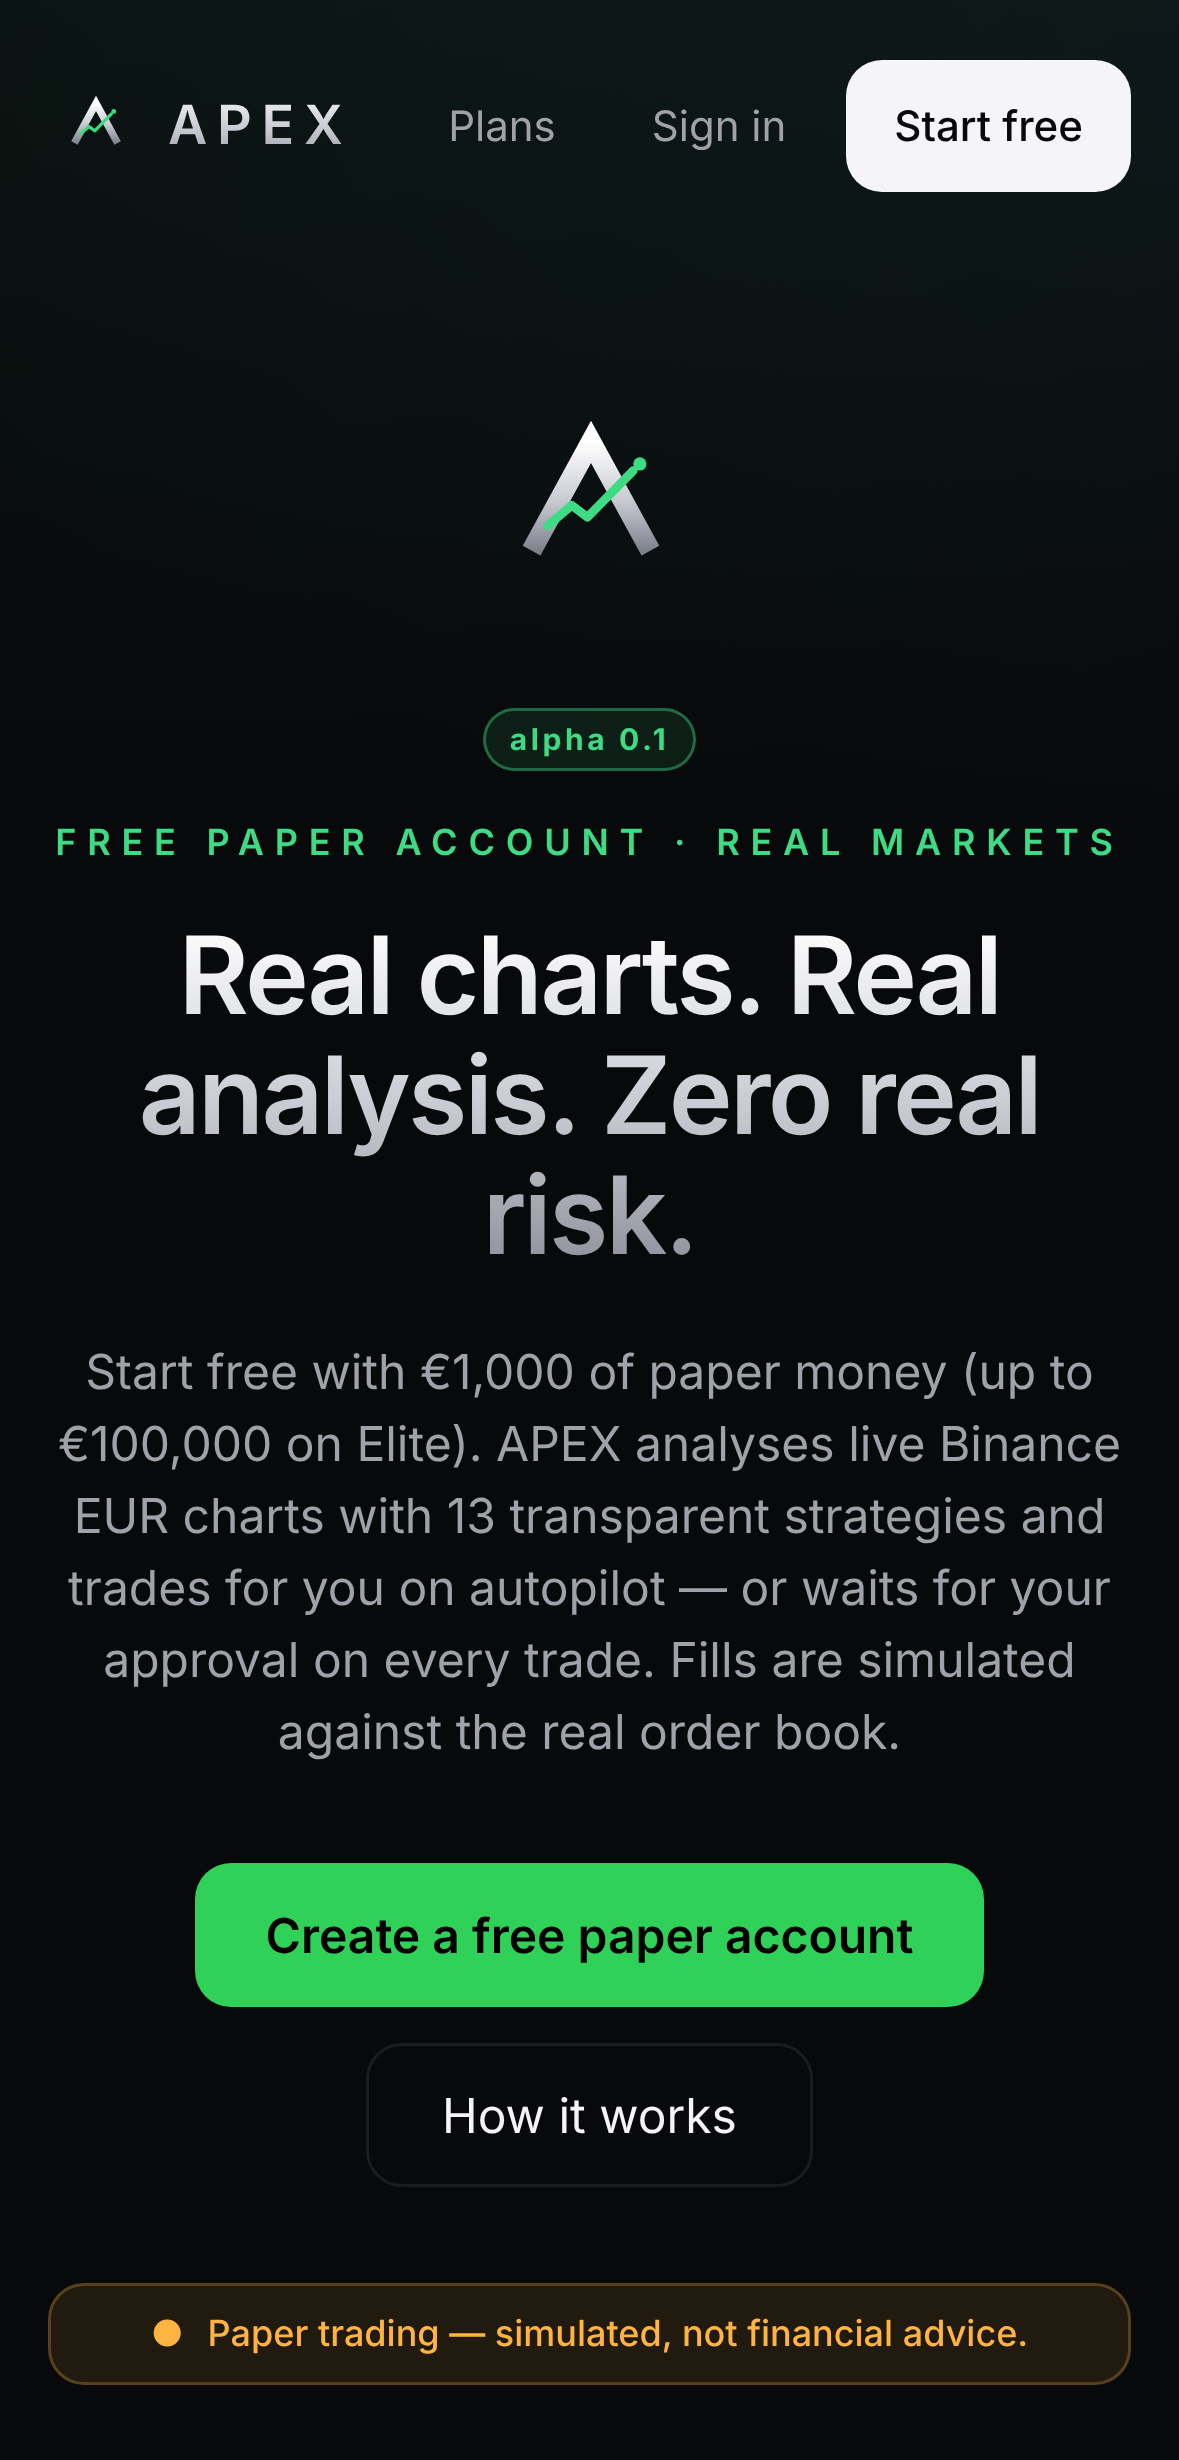 APEX Plans Sign in Start free
alpha 0.1
FREE PAPER ACCOUNT · REAL MARKETS
Real charts. Real
analysis. Zero real
risk.
Start free with €1,000 of paper money (up to
€100,000 on Elite). APEX analyses live Binance
EUR charts with 13 transparent strategies and
trades for you on autopilot — or waits for your
approval on every trade. Fills are simulated
against the real order book.
Create a free paper account
How it works
Paper trading — simulated, not financial advice.